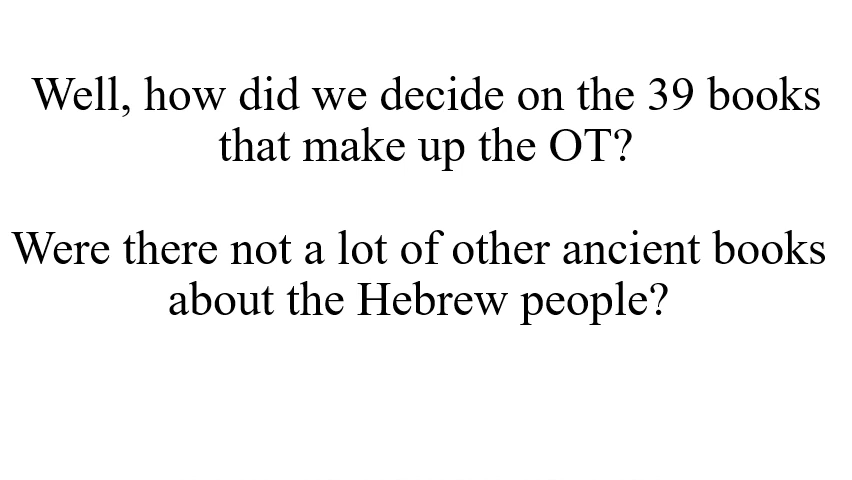 Well, how did we decide on the 39 books
that make up the OT?
Were there not a lot of other ancient books
about the Hebrew people?